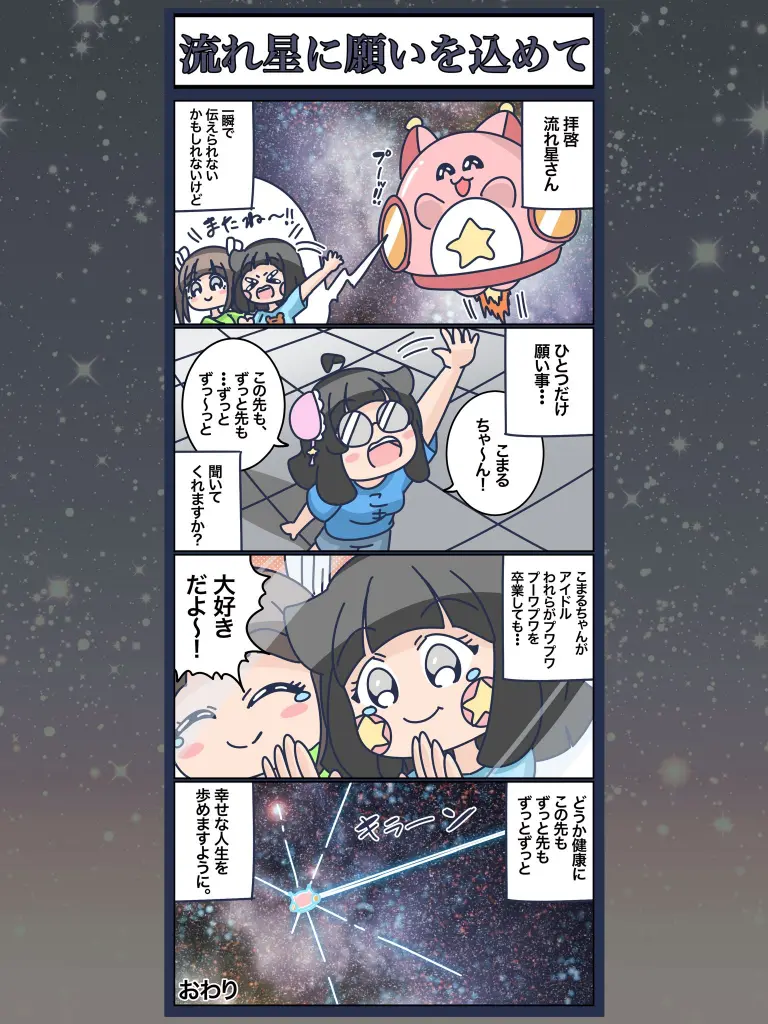 流れ星に願いを込めて
拝啓
流れ星さん
プーッ!!
一瞬で
伝えられない
かもしれないけど
またね〜!!
ひとつだけ
願い事…
こまる
ちゃ〜ん!
この先も、
ずっと先も
…ずっと
ずっ〜っと
こま
聞いて
くれますか?
こまるちゃんが
アイドル
われらがプワプワ
プーワプワを
卒業しても…
大好き
だよ〜!
どうか健康に
この先も
ずっと先も
ずっとずっと
キラーン
幸せな人生を
歩めますように。
おわり